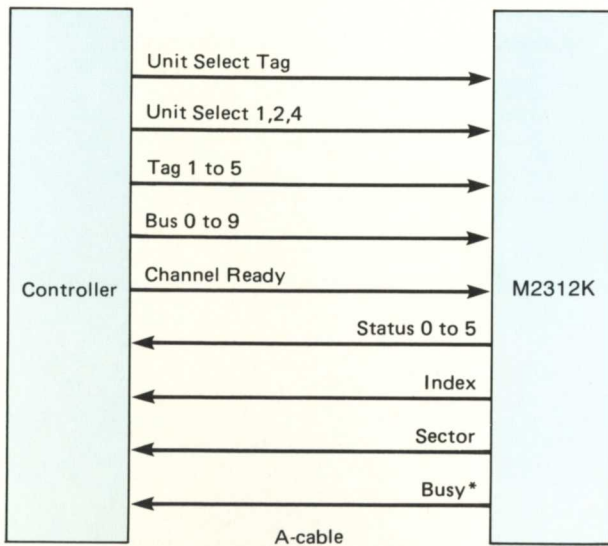 Unit Select Tag
Unit Select 1,2,4
Tag 1 to 5
Bus 0 to 9
Channel Ready
Controller
M2312K
Status 0 to 5
Index
Sector
Busy*
A-cable